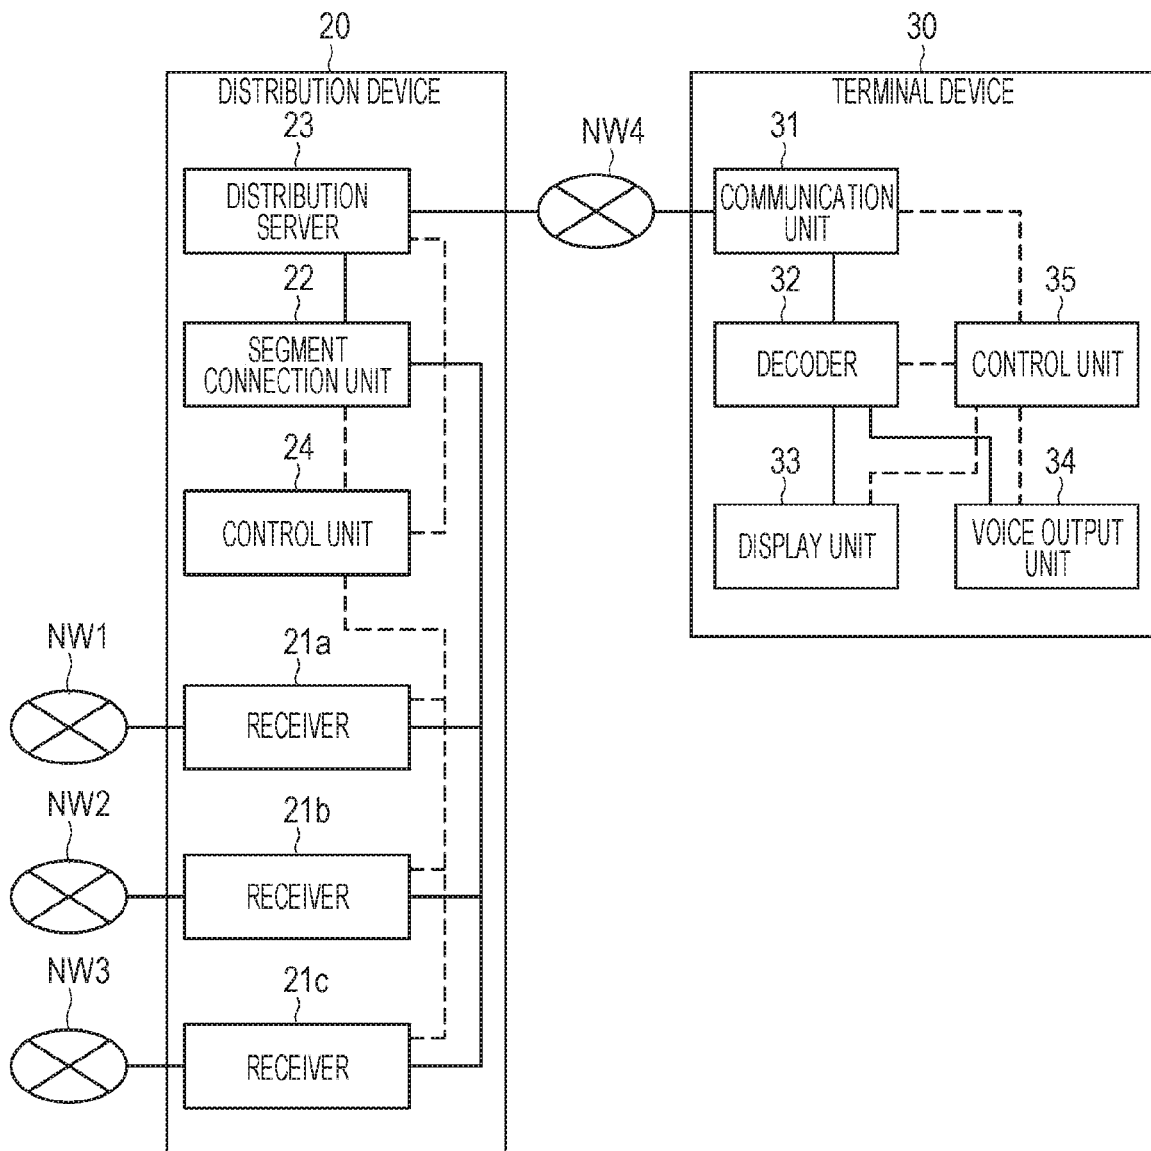 20
DISTRIBUTION DEVICE
23
DISTRIBUTION
SERVER
22
SEGMENT
CONNECTION UNIT
24
CONTROL UNIT
NW1
21a
RECEIVER
NW2
21b
RECEIVER
NW3
21c
RECEIVER
NW4
30
TERMINAL DEVICE
31
COMMUNICATION
UNIT
32
DECODER
35
CONTROL UNIT
33
DISPLAY UNIT
34
VOICE OUTPUT
UNIT